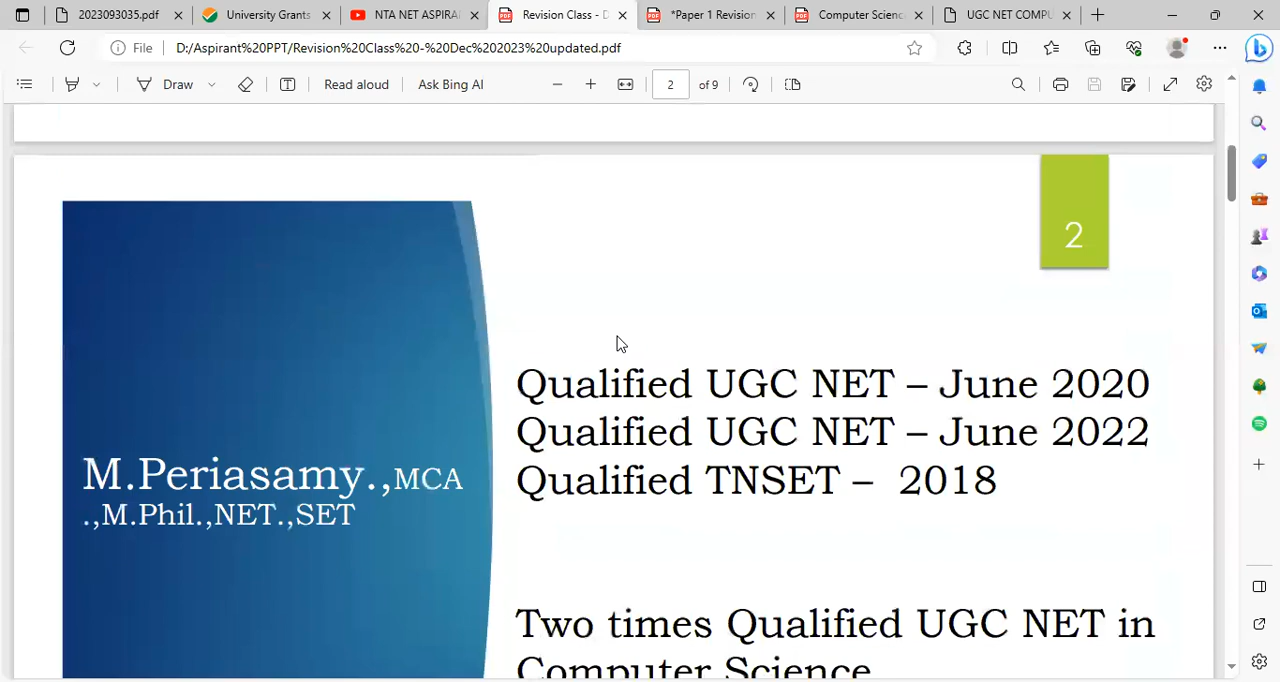 2023093035.pdf
University Grants
NTA NET ASPIRA
Revision Class - D
*Paper 1 Revision
Computer Scienc
UGC NET COMPU
File
D:/Aspirant%20PPT/Revision%20Class%20-%20Dec%202023%20updated.pdf
Draw
Read aloud
Ask Bing AI
2 of 9
2
Qualified UGC NET – June 2020
Qualified UGC NET – June 2022
Qualified TNSET – 2018
M.Periasamy.,MCA
.,M.Phil.,NET.,SET
Two times Qualified UGC NET in
Computer Science